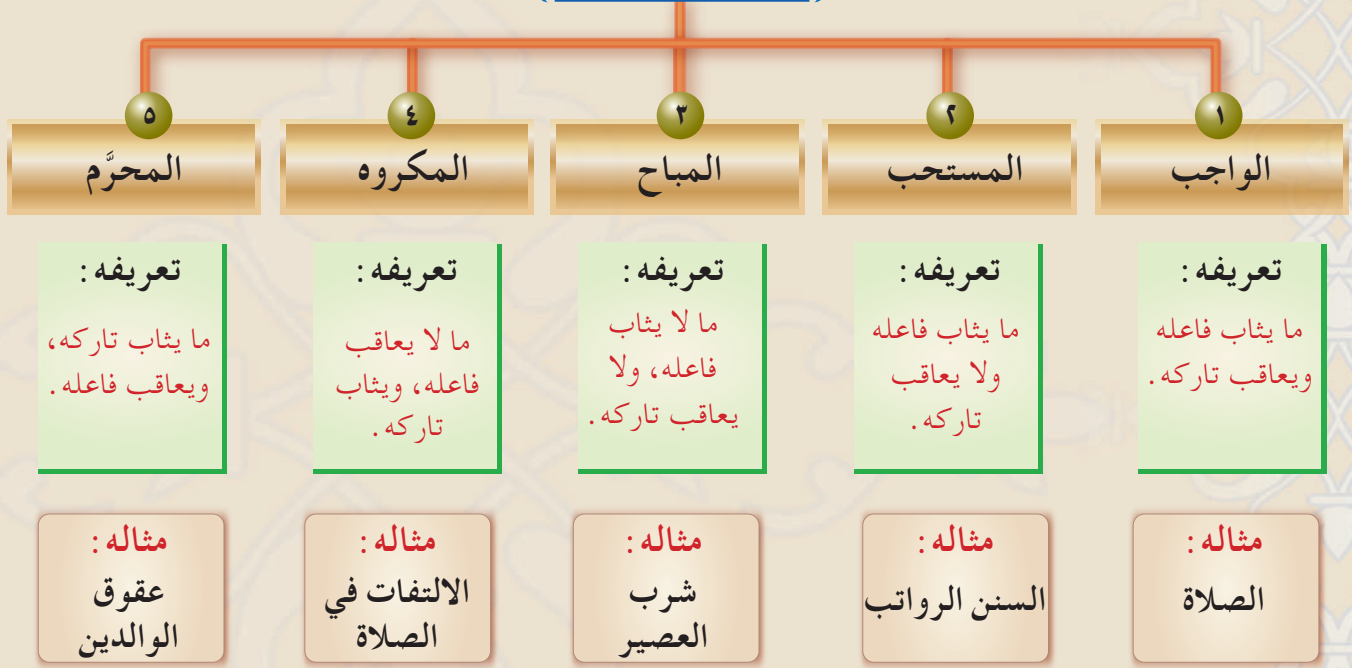 ١
الواجب
تعريفه:
ما يثاب فاعله
ويعاقب تاركه.
مثاله:
الصلاة
٢
المستحب
تعريفه:
ما يثاب فاعله
ولا يعاقب
تاركه.
مثاله:
السنن الرواتب
٣
المباح
تعريفه:
ما لا يثاب
فاعله، ولا
يعاقب تاركه.
مثاله:
شرب
العصير
٤
المكروه
تعريفه:
ما لا يعاقب
فاعله، ويثاب
تاركه.
مثاله:
الالتفات في
الصلاة
٥
المحرَّم
تعريفه:
ما يثاب تاركه،
ويعاقب فاعله.
مثاله:
عقوق
الوالدين